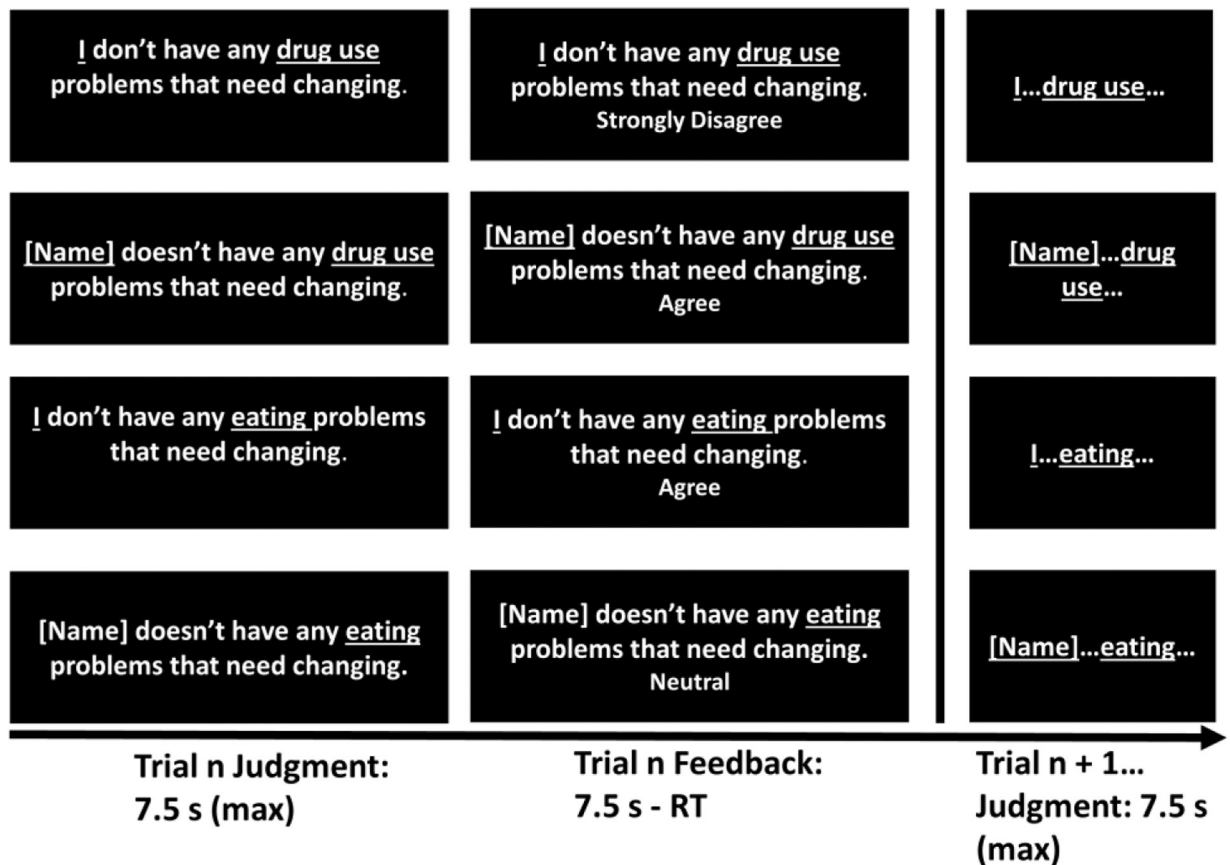 I don't have any drug use
problems that need changing.
I don't have any drug use
problems that need changing.
Strongly Disagree
I...drug use...
[Name] doesn't have any drug use
problems that need changing.
[Name] doesn't have any drug use
problems that need changing.
Agree
[Name]...drug
use...
I don't have any eating problems
that need changing.
I don't have any eating problems
that need changing.
Agree
I...eating...
[Name] doesn't have any eating
problems that need changing.
[Name] doesn't have any eating
problems that need changing.
Neutral
[Name]...eating...
Trial n Judgment:
7.5 s (max)
Trial n Feedback:
7.5 s - RT
Trial n + 1...
Judgment: 7.5 s
(max)